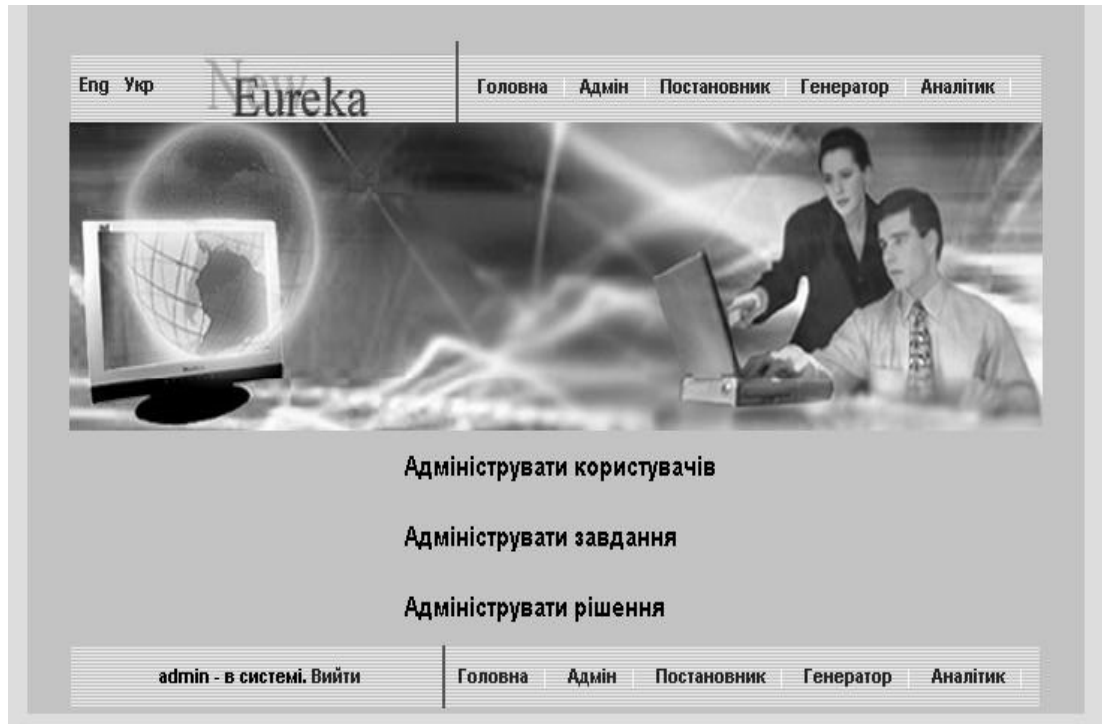 Eng Укр New Eureka Головна Адмін Постановник Генератор Аналітик
Адмініструвати користувачів
Адмініструвати завдання
Адмініструвати рішення
admin - в системі. Вийти Головна Адмін Постановник Генератор Аналітик